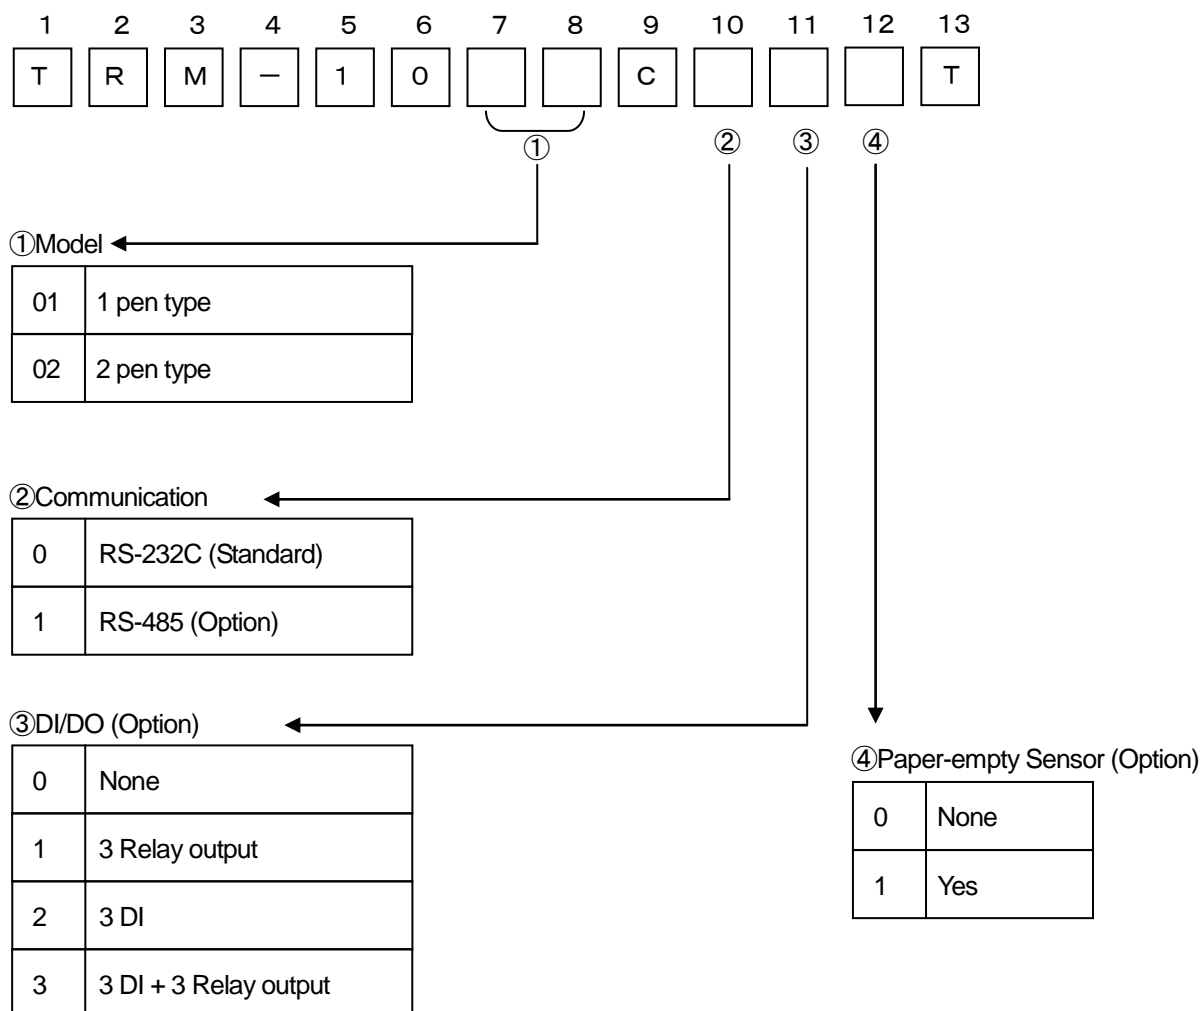 1 2 3 4 5 6 7 8 9 10 11 12 13
T R M － 1 0 C T
① ② ③ ④
①Model
01 1 pen type
02 2 pen type
②Communication
0 RS-232C (Standard)
1 RS-485 (Option)
③DI/DO (Option)
0 None
1 3 Relay output
2 3 DI
3 3 DI + 3 Relay output
④Paper-empty Sensor (Option)
0 None
1 Yes